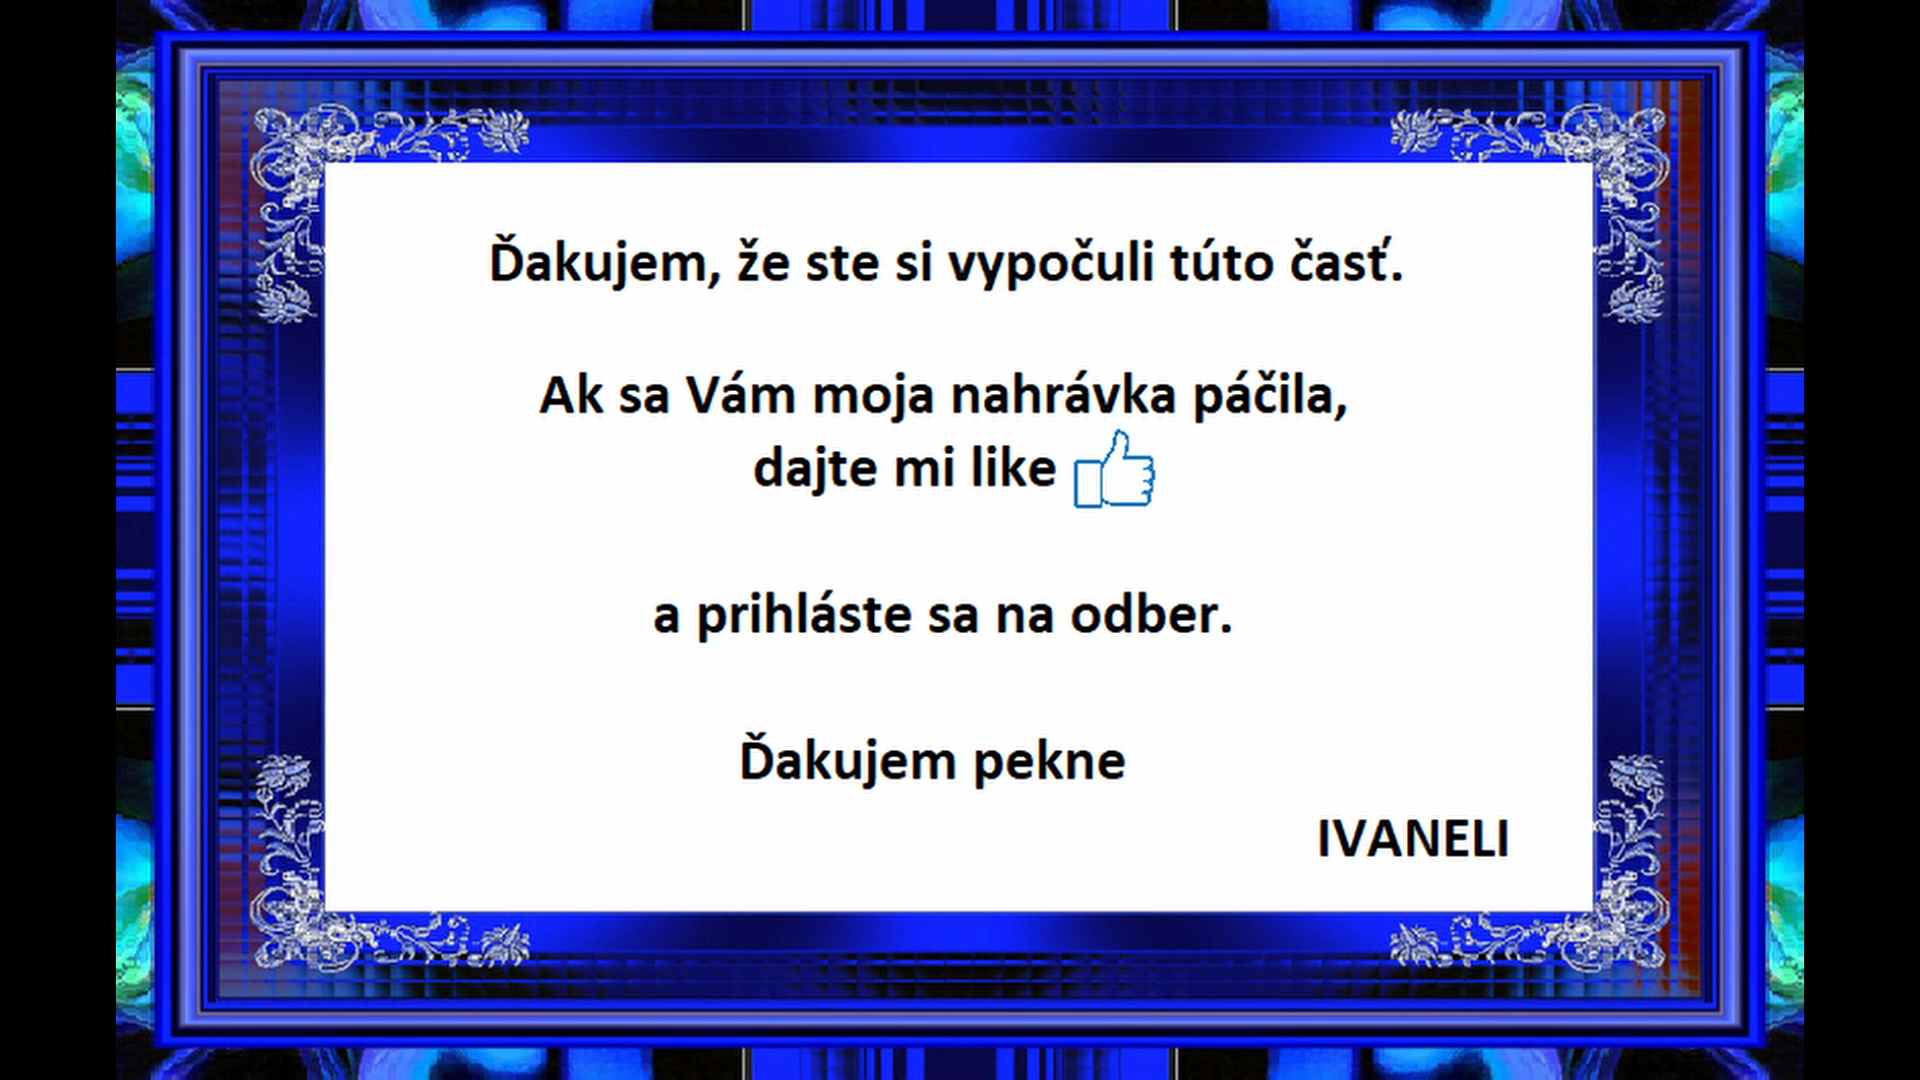 Ďakujem, že ste si vypočuli túto časť.
Ak sa Vám moja nahrávka páčila,
dajte mi like
a prihláste sa na odber.
Ďakujem pekne
IVANELI